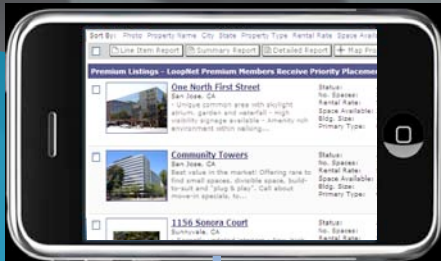 Sort By: Photo Property Name City State Property Type Rental Rate Space Avail
Line Item Report Summary Report Detailed Report + Map Pro
Premium Listings - LoopNet Premium Members Receive Priority Placemen
One North First Street
San Jose, CA
- Unique common area with skylight
atrium, garden and waterfall - High
visibility signage available - Amenity rich
environment within walking...
Status:
No. Spaces:
Rental Rate:
Space Available:
Bldg. Size:
Primary Type:
Community Towers
San Jose, CA
Best value in the market! Offering rare to
find small spaces, divisible space, build-
to-suit and "plug & play". Call about
move-in specials, to...
Status:
No. Spaces:
Rental Rate:
Space Available:
Bldg. Size:
Primary Type:
1156 Sonora Court
Sunnyvale, CA
Status:
No. Spaces:
Rental Rate: